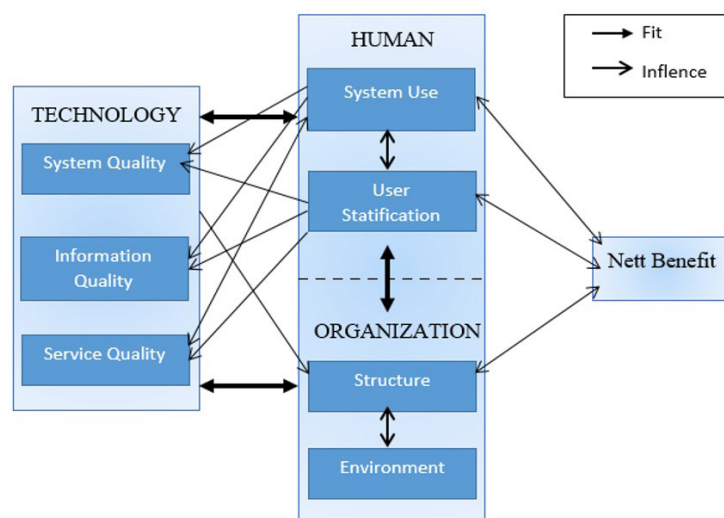 HUMAN
Fit
Inflence
TECHNOLOGY
System Use
System Quality
User
Statification
Information
Quality
Nett Benefit
ORGANIZATION
Service Quality
Structure
Environment